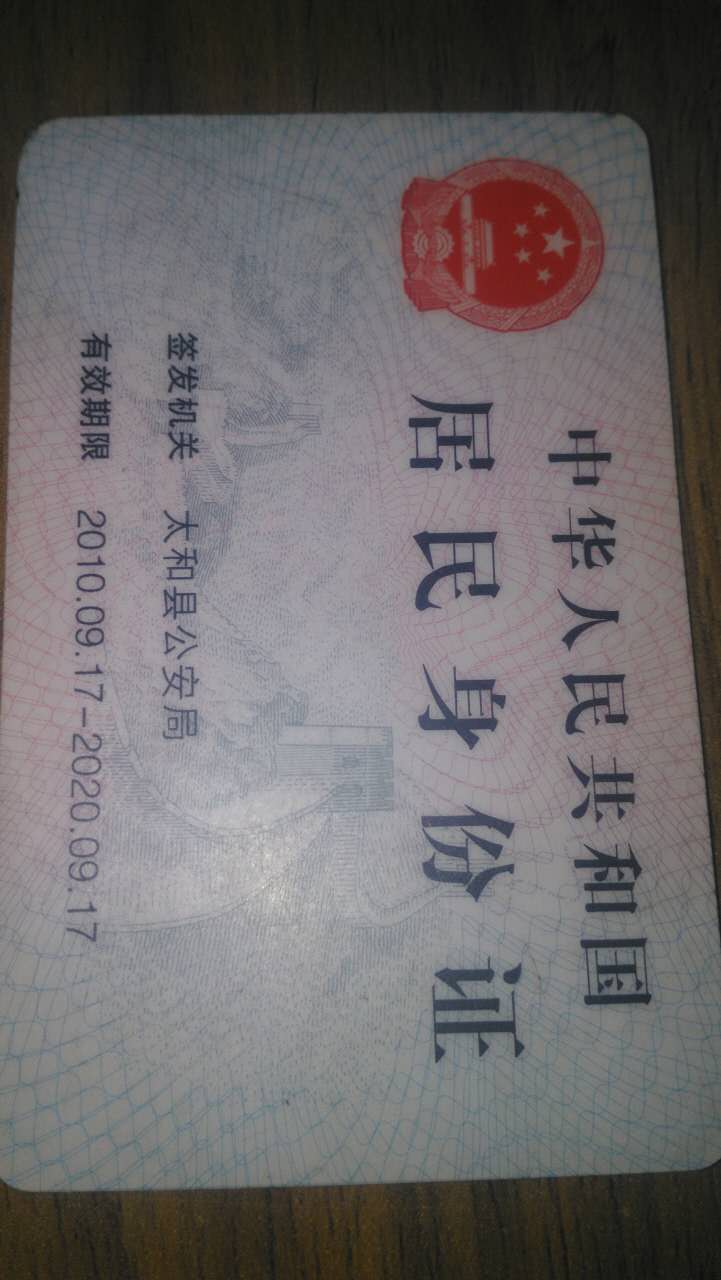 中华人民共和国
居民身份证
签发机关 太和县公安局
有效期限 2010.09.17-2020.09.17